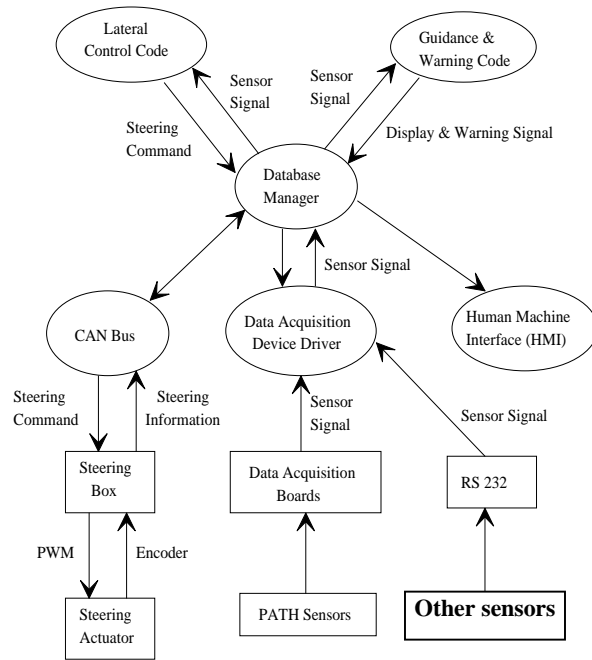 Lateral
Control Code
Guidance &
Warning Code
Sensor
Signal
Sensor
Signal
Steering
Command
Display & Warning Signal
Database
Manager
Sensor Signal
CAN Bus
Data Acquisition
Device Driver
Human Machine
Interface (HMI)
Steering
Command
Steering
Information
Sensor
Signal
Sensor Signal
Steering
Box
Data Acquisition
Boards
RS 232
PWM
Encoder
Steering
Actuator
PATH Sensors
Other sensors